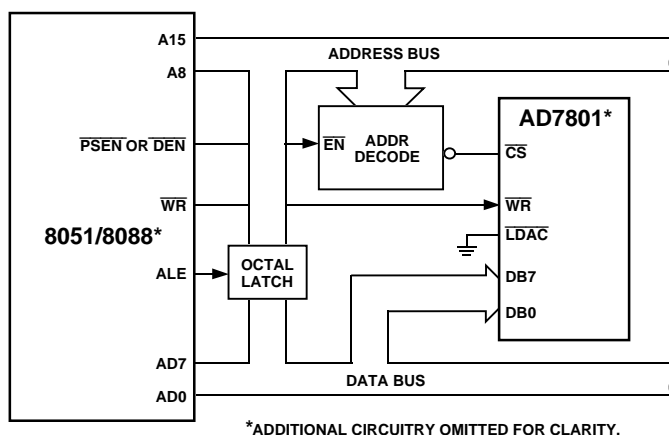 A15
ADDRESS BUS
A8
AD7801*
PSEN OR DEN
EN
ADDR
DECODE
CS
WR
WR
8051/8088*
LDAC
ALE
OCTAL
LATCH
DB7
DB0
AD7
DATA BUS
AD0
*ADDITIONAL CIRCUITRY OMITTED FOR CLARITY.